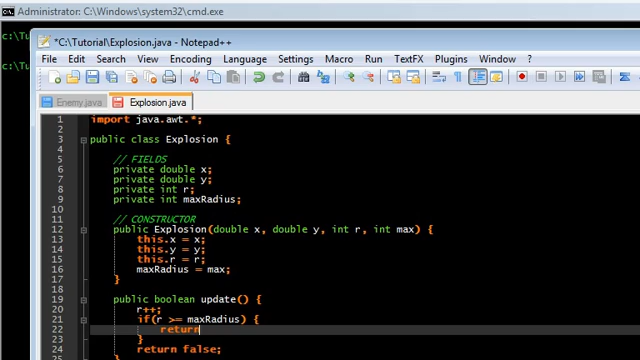 Administrator: C:\Windows\system32\cmd.exe
c:\Tu
*C:\Tutorial\Explosion.java - Notepad++
c:\Tu
File Edit Search View Encoding Language Settings Macro Run TextFX Plugins Window ?
Enemy.java Explosion.java
1 import java.awt.*;
2
3 public class Explosion {
4
5 // FIELDS
6 private double x;
7 private double y;
8 private int r;
9 private int maxRadius;
10
11 // CONSTRUCTOR
12 public Explosion(double x, double y, int r, int max) {
13 this.x = x;
14 this.y = y;
15 this.r = r;
16 maxRadius = max;
17 }
18
19 public boolean update() {
20 r++;
21 if(r >= maxRadius) {
22 return
23 }
24 return false;
25 }